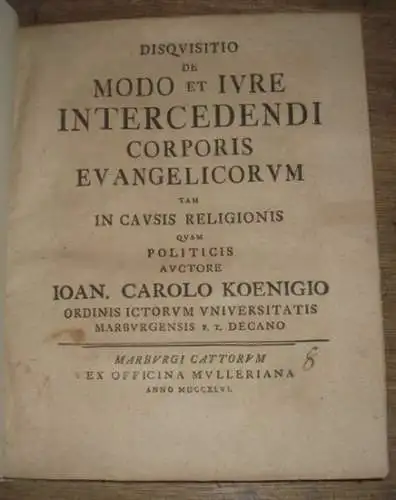 DISQVISITIO
DE
MODO ET IVRE
INTERCEDENDI
CORPORIS
EVANGELICORVM
TAM
IN CAVSIS RELIGIONIS
QVAM
POLITICIS
AVCTORE
IOAN. CAROLO KOENIGIO
ORDINIS ICTORVM VNIVERSITATIS
MARBVRGENSIS P. T. DECANO
MARBVRGI CATTORVM
EX OFFICINA MVLLERIANA
ANNO MDCCXLVI.
8